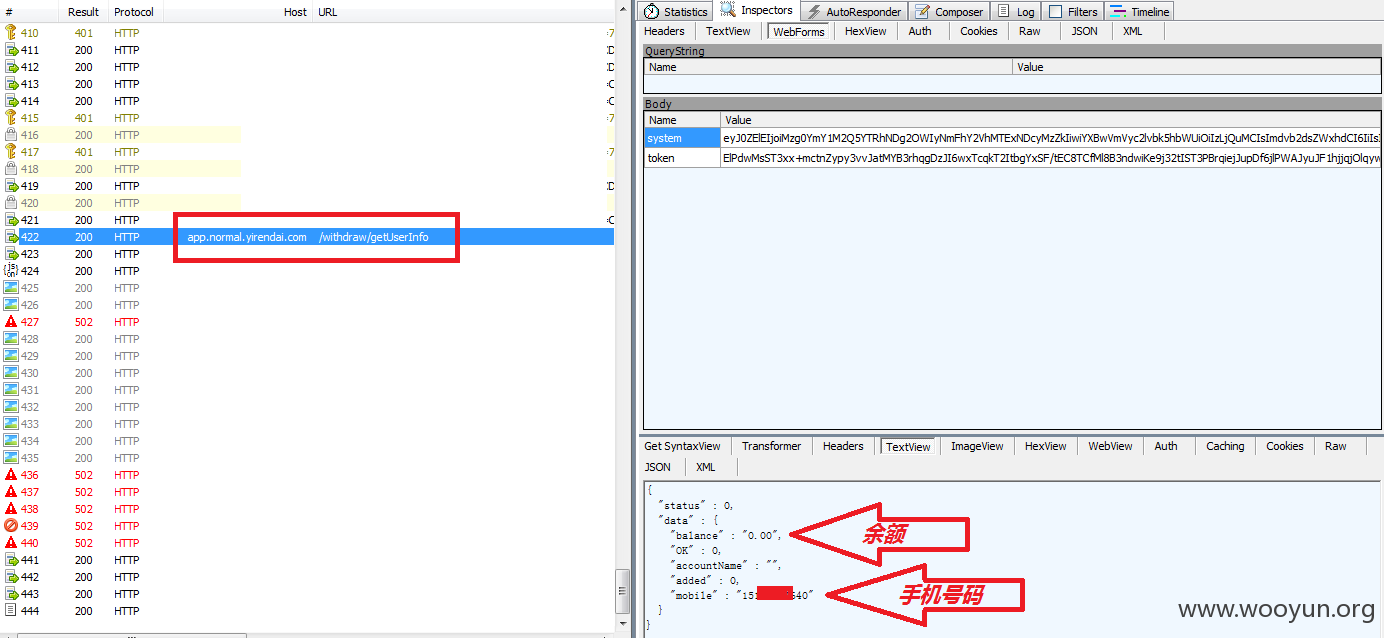 # Result Protocol Host URL
410 401 HTTP
411 200 HTTP
412 200 HTTP
413 200 HTTP
414 200 HTTP
415 401 HTTP
416 200 HTTP
417 401 HTTP
418 200 HTTP
419 200 HTTP
420 200 HTTP
421 200 HTTP
422 200 HTTP app.normal.yirendai.com /withdraw/getUserInfo
423 200 HTTP
424 200 HTTP
425 200 HTTP
426 200 HTTP
427 502 HTTP
428 200 HTTP
429 200 HTTP
430 200 HTTP
431 200 HTTP
432 200 HTTP
433 200 HTTP
434 200 HTTP
435 200 HTTP
436 502 HTTP
437 502 HTTP
438 502 HTTP
439 502 HTTP
440 502 HTTP
441 200 HTTP
442 200 HTTP
443 200 HTTP
444 200 HTTP
Statistics Inspectors AutoResponder Composer Log Filters Timeline
Headers TextView WebForms HexView Auth Cookies Raw JSON XML
QueryString
Name Value
Body
Name Value
system
token
Get SyntaxView Transformer Headers TextView ImageView HexView WebView Auth Caching Cookies Raw
JSON XML
{
"status" : 0,
"data" : {
"balance" : "0.00", 余额
"OK" : 0,
"accountName" : "",
"added" : 0,
"mobile" : 手机号码
}
}
www.wooyun.org